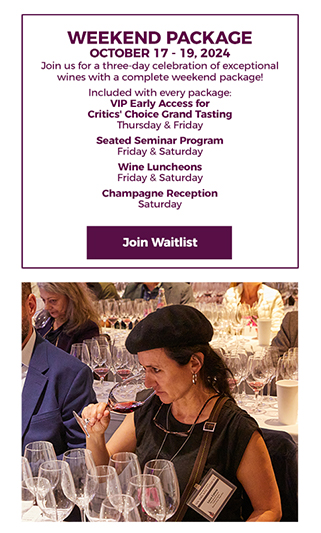 WEEKEND PACKAGE
OCTOBER 17 - 19, 2024
Join us for a three-day celebration of exceptional
wines with a complete weekend package!
Included with every package:
VIP Early Access for
Critics' Choice Grand Tasting
Thursday & Friday
Seated Seminar Program
Friday & Saturday
Wine Luncheons
Friday & Saturday
Champagne Reception
Saturday
Join Waitlist